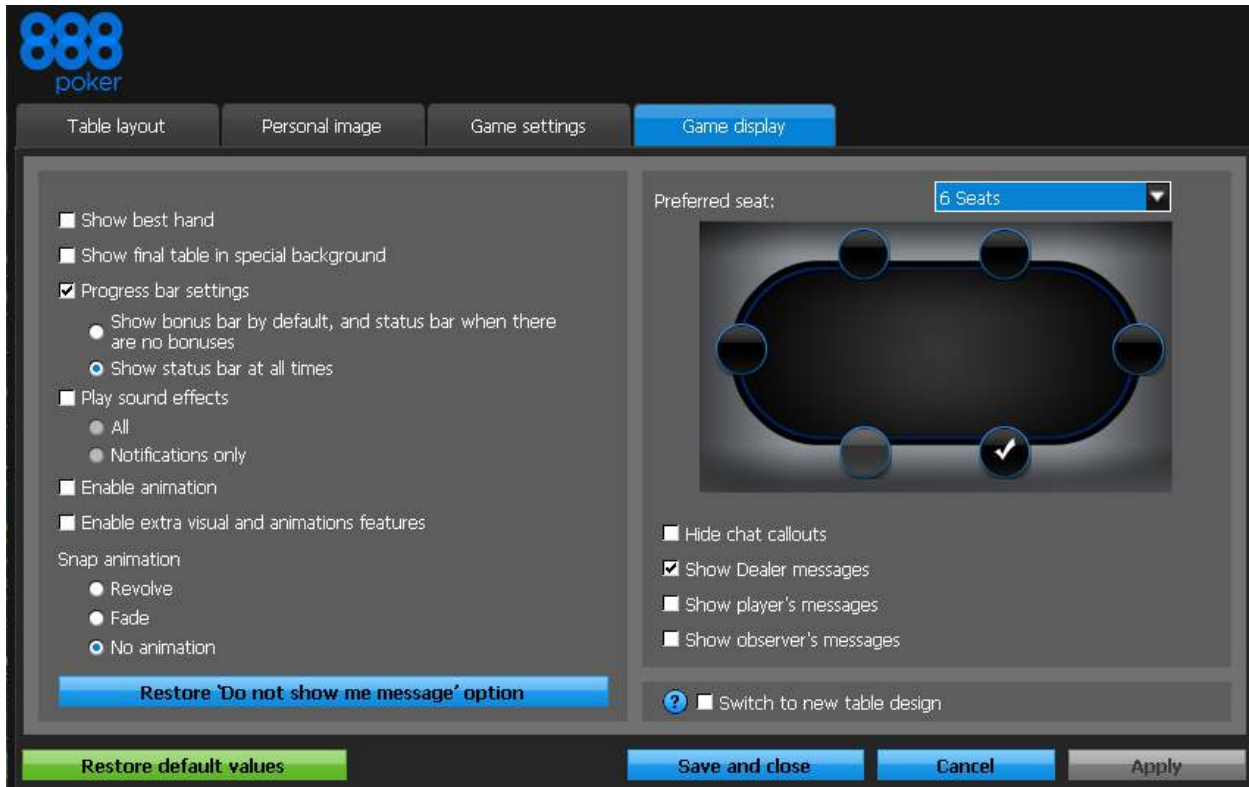 888
poker
Table layout
Personal image
Game settings
Game display
Show best hand
Show final table in special background
Progress bar settings
Show bonus bar by default, and status bar when there
are no bonuses
Show status bar at all times
Play sound effects
All
Notifications only
Enable animation
Enable extra visual and animations features
Snap animation
Revolve
Fade
No animation
Restore 'Do not show me message' option
Preferred seat:
6 Seats
Hide chat callouts
Show Dealer messages
Show player's messages
Show observer's messages
? Switch to new table design
Restore default values
Save and close
Cancel
Apply